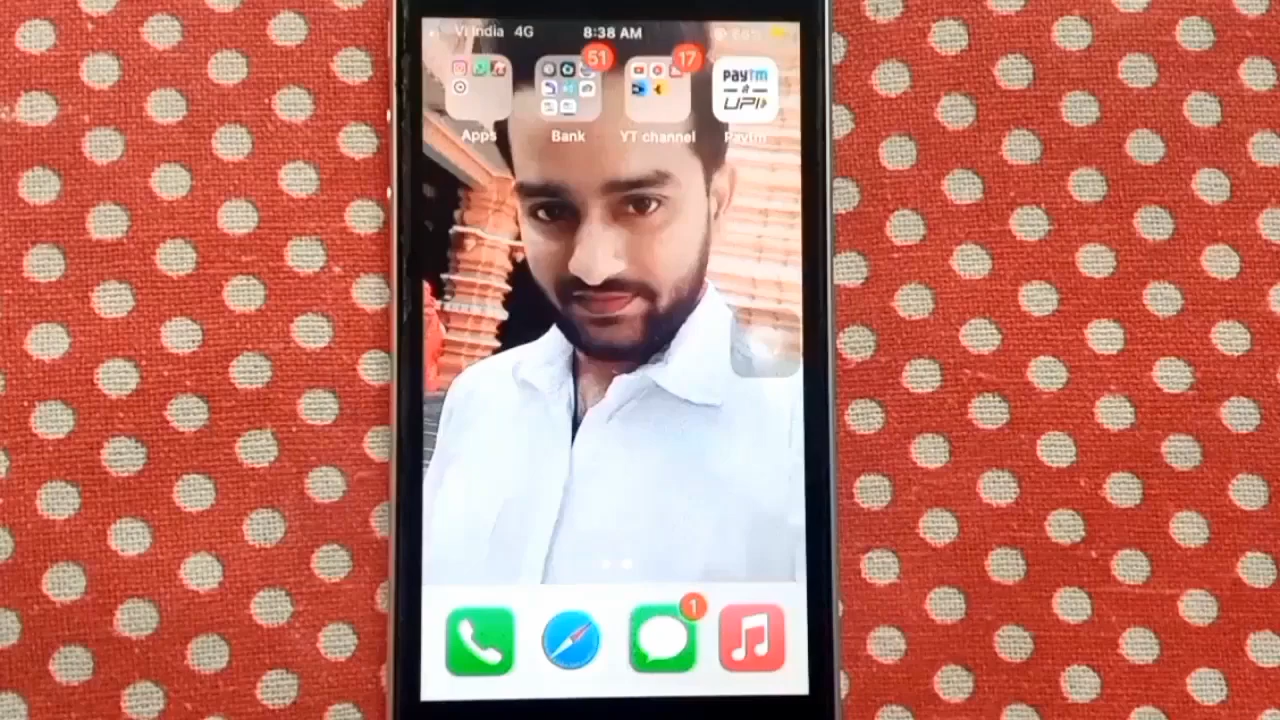 Vi India 4G 8:38 AM
51
17
paytm
से
UPI
Apps Bank YT channel Paytm
1